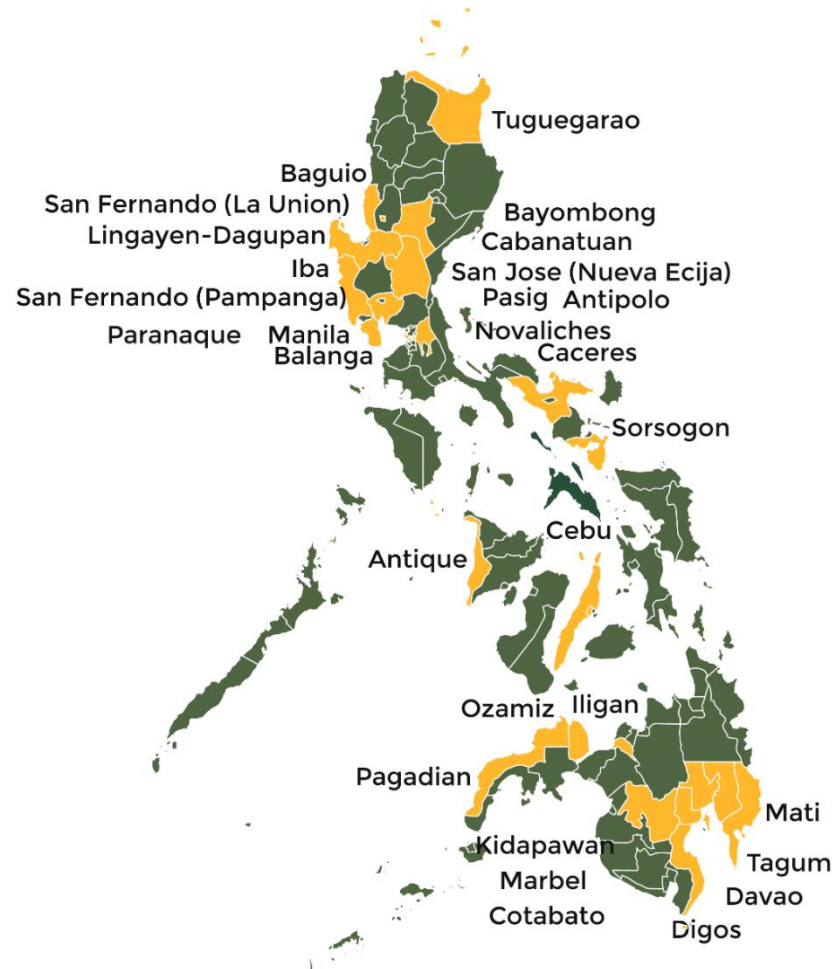 Tuguegarao
Baguio
San Fernando (La Union)
Bayombong
Lingayen-Dagupan
Cabanatuan
Iba
San Jose (Nueva Ecija)
San Fernando (Pampanga)
Pasig
Antipolo
Paranaque
Manila
Novaliches
Balanga
Caceres
Sorsogon
Cebu
Antique
Ozamiz
Iligan
Pagadian
Mati
Kidapawan
Tagum
Marbel
Davao
Cotabato
Digos